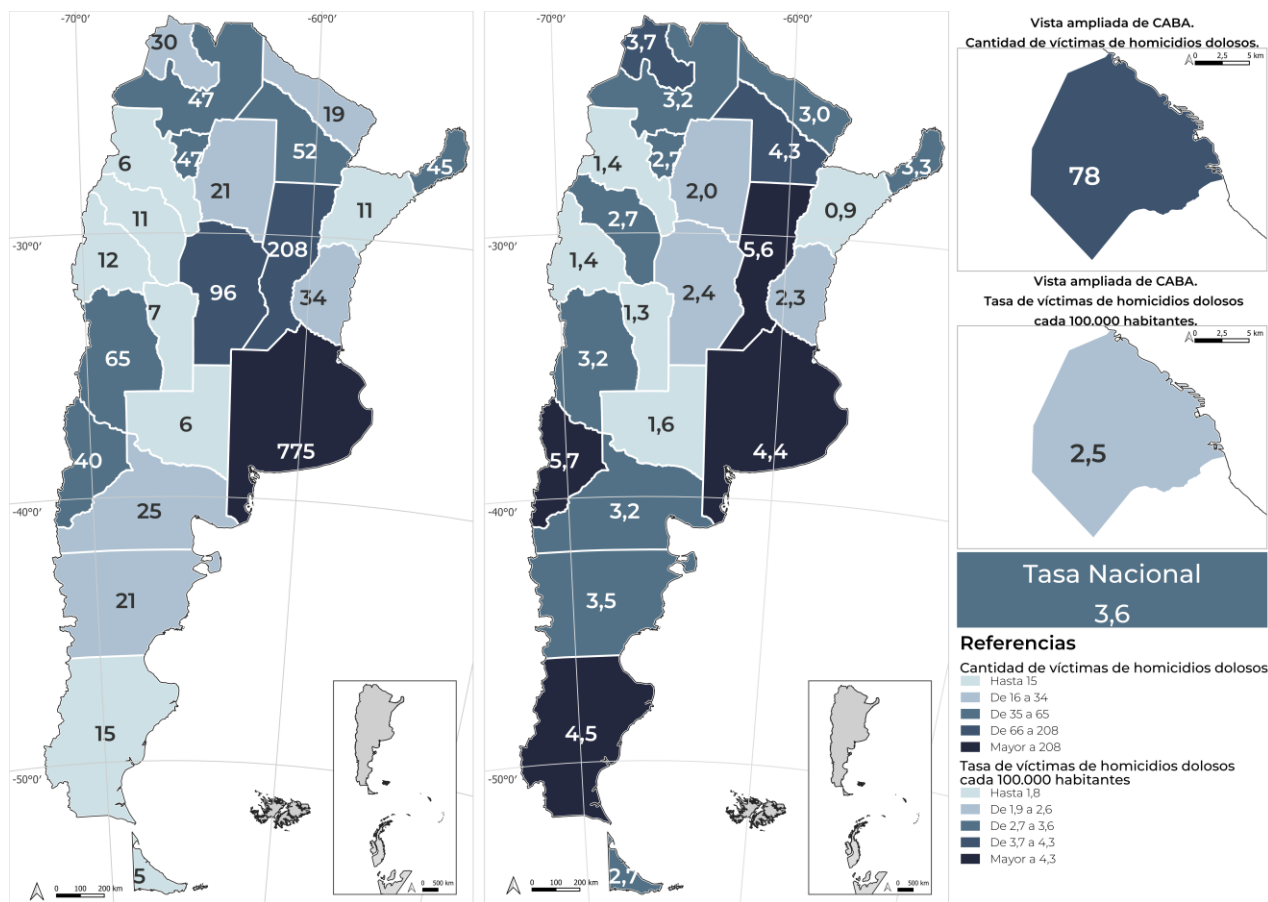 -70°0'
-60°0'
-30°0'
-40°0'
-50°0'
30
47
19
6
47
21
52
45
11
11
12
208
96
34
7
65
6
775
40
25
21
15
5
0 100 200 km
0 500 km
-70°0'
-60°0'
-30°0'
-40°0'
-50°0'
3,7
3,2
3,0
1,4
2,7
2,0
4,3
3,3
2,7
0,9
1,4
5,6
2,4
2,3
1,3
3,2
1,6
4,4
5,7
3,2
3,5
4,5
2,7
0 100 200 km
0 500 km
Vista ampliada de CABA.
Cantidad de víctimas de homicidios dolosos.
0 2,5 5 km
78
Vista ampliada de CABA.
Tasa de víctimas de homicidios dolosos
cada 100.000 habitantes.
0 2,5 5 km
2,5
Tasa Nacional
3,6
Referencias
Cantidad de víctimas de homicidios dolosos
Hasta 15
De 16 a 34
De 35 a 65
De 66 a 208
Mayor a 208
Tasa de víctimas de homicidios dolosos
cada 100.000 habitantes
Hasta 1,8
De 1,9 a 2,6
De 2,7 a 3,6
De 3,7 a 4,3
Mayor a 4,3